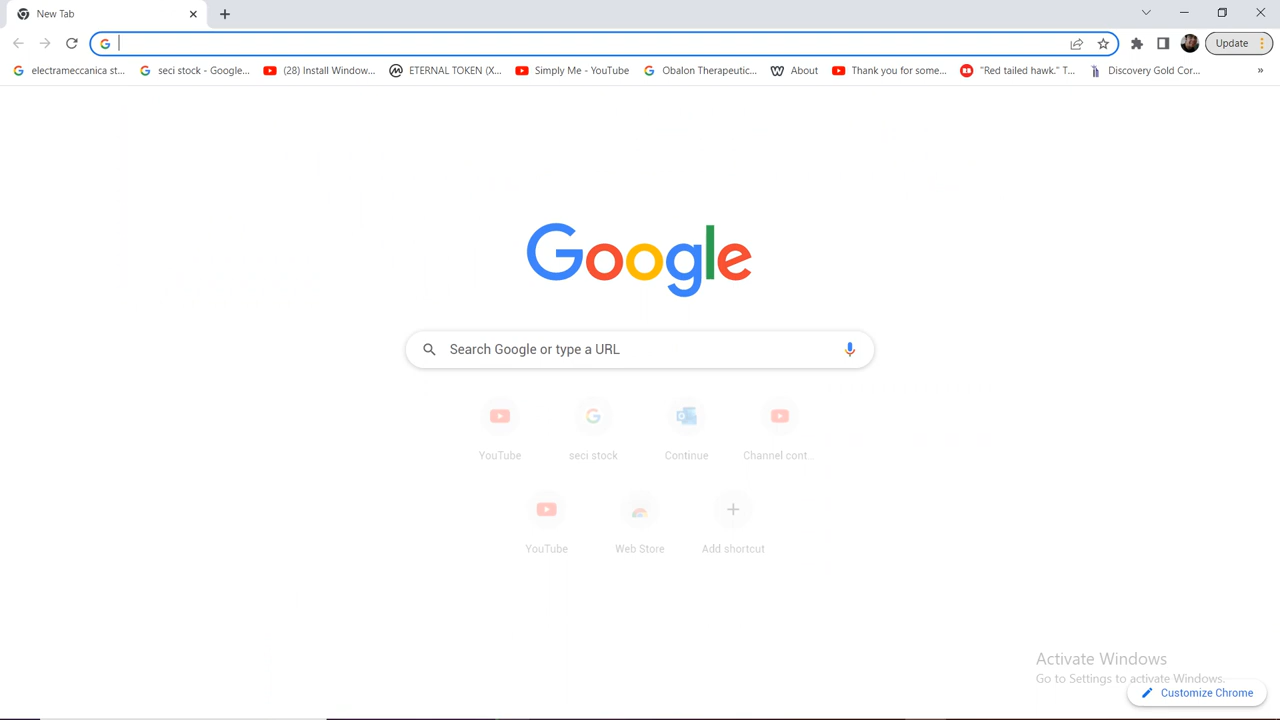 New Tab
Update
electrameccanica st...
seci stock - Google...
(28) Install Window...
ETERNAL TOKEN (X...
Simply Me - YouTube
Obalon Therapeutic...
About
Thank you for some...
"Red tailed hawk." T...
Discovery Gold Cor...
»
Google
Search Google or type a URL
YouTube
seci stock
Continue
Channel cont...
YouTube
Web Store
Add shortcut
Activate Windows
Go to Settings to activate Windows.
Customize Chrome